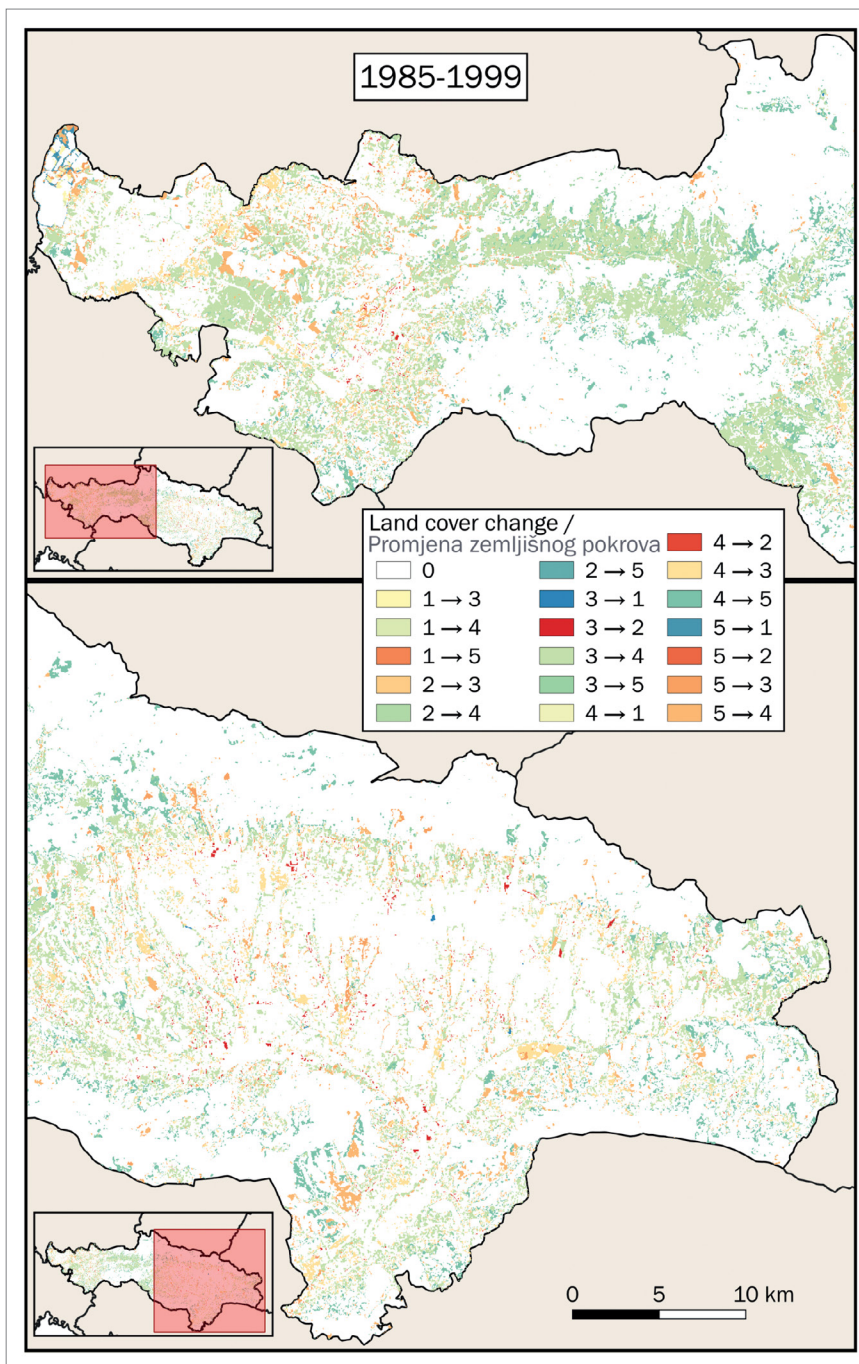 1985-1999
Land cover change /
Promjena zemljišnog pokrova
0
1 → 3
1 → 4
1 → 5
2 → 3
2 → 4
2 → 5
3 → 1
3 → 2
3 → 4
3 → 5
4 → 1
4 → 2
4 → 3
4 → 5
5 → 1
5 → 2
5 → 3
5 → 4
0 5 10 km